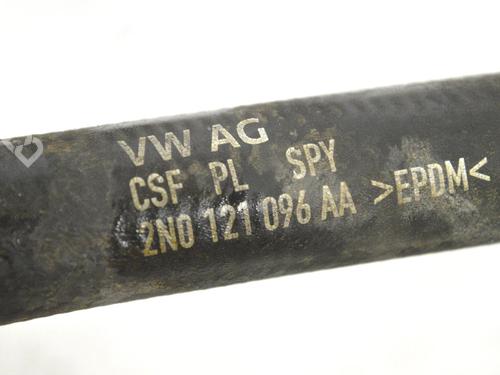 VW AG
CSF PL SPY
2N0 121 096 AA >EPDM<